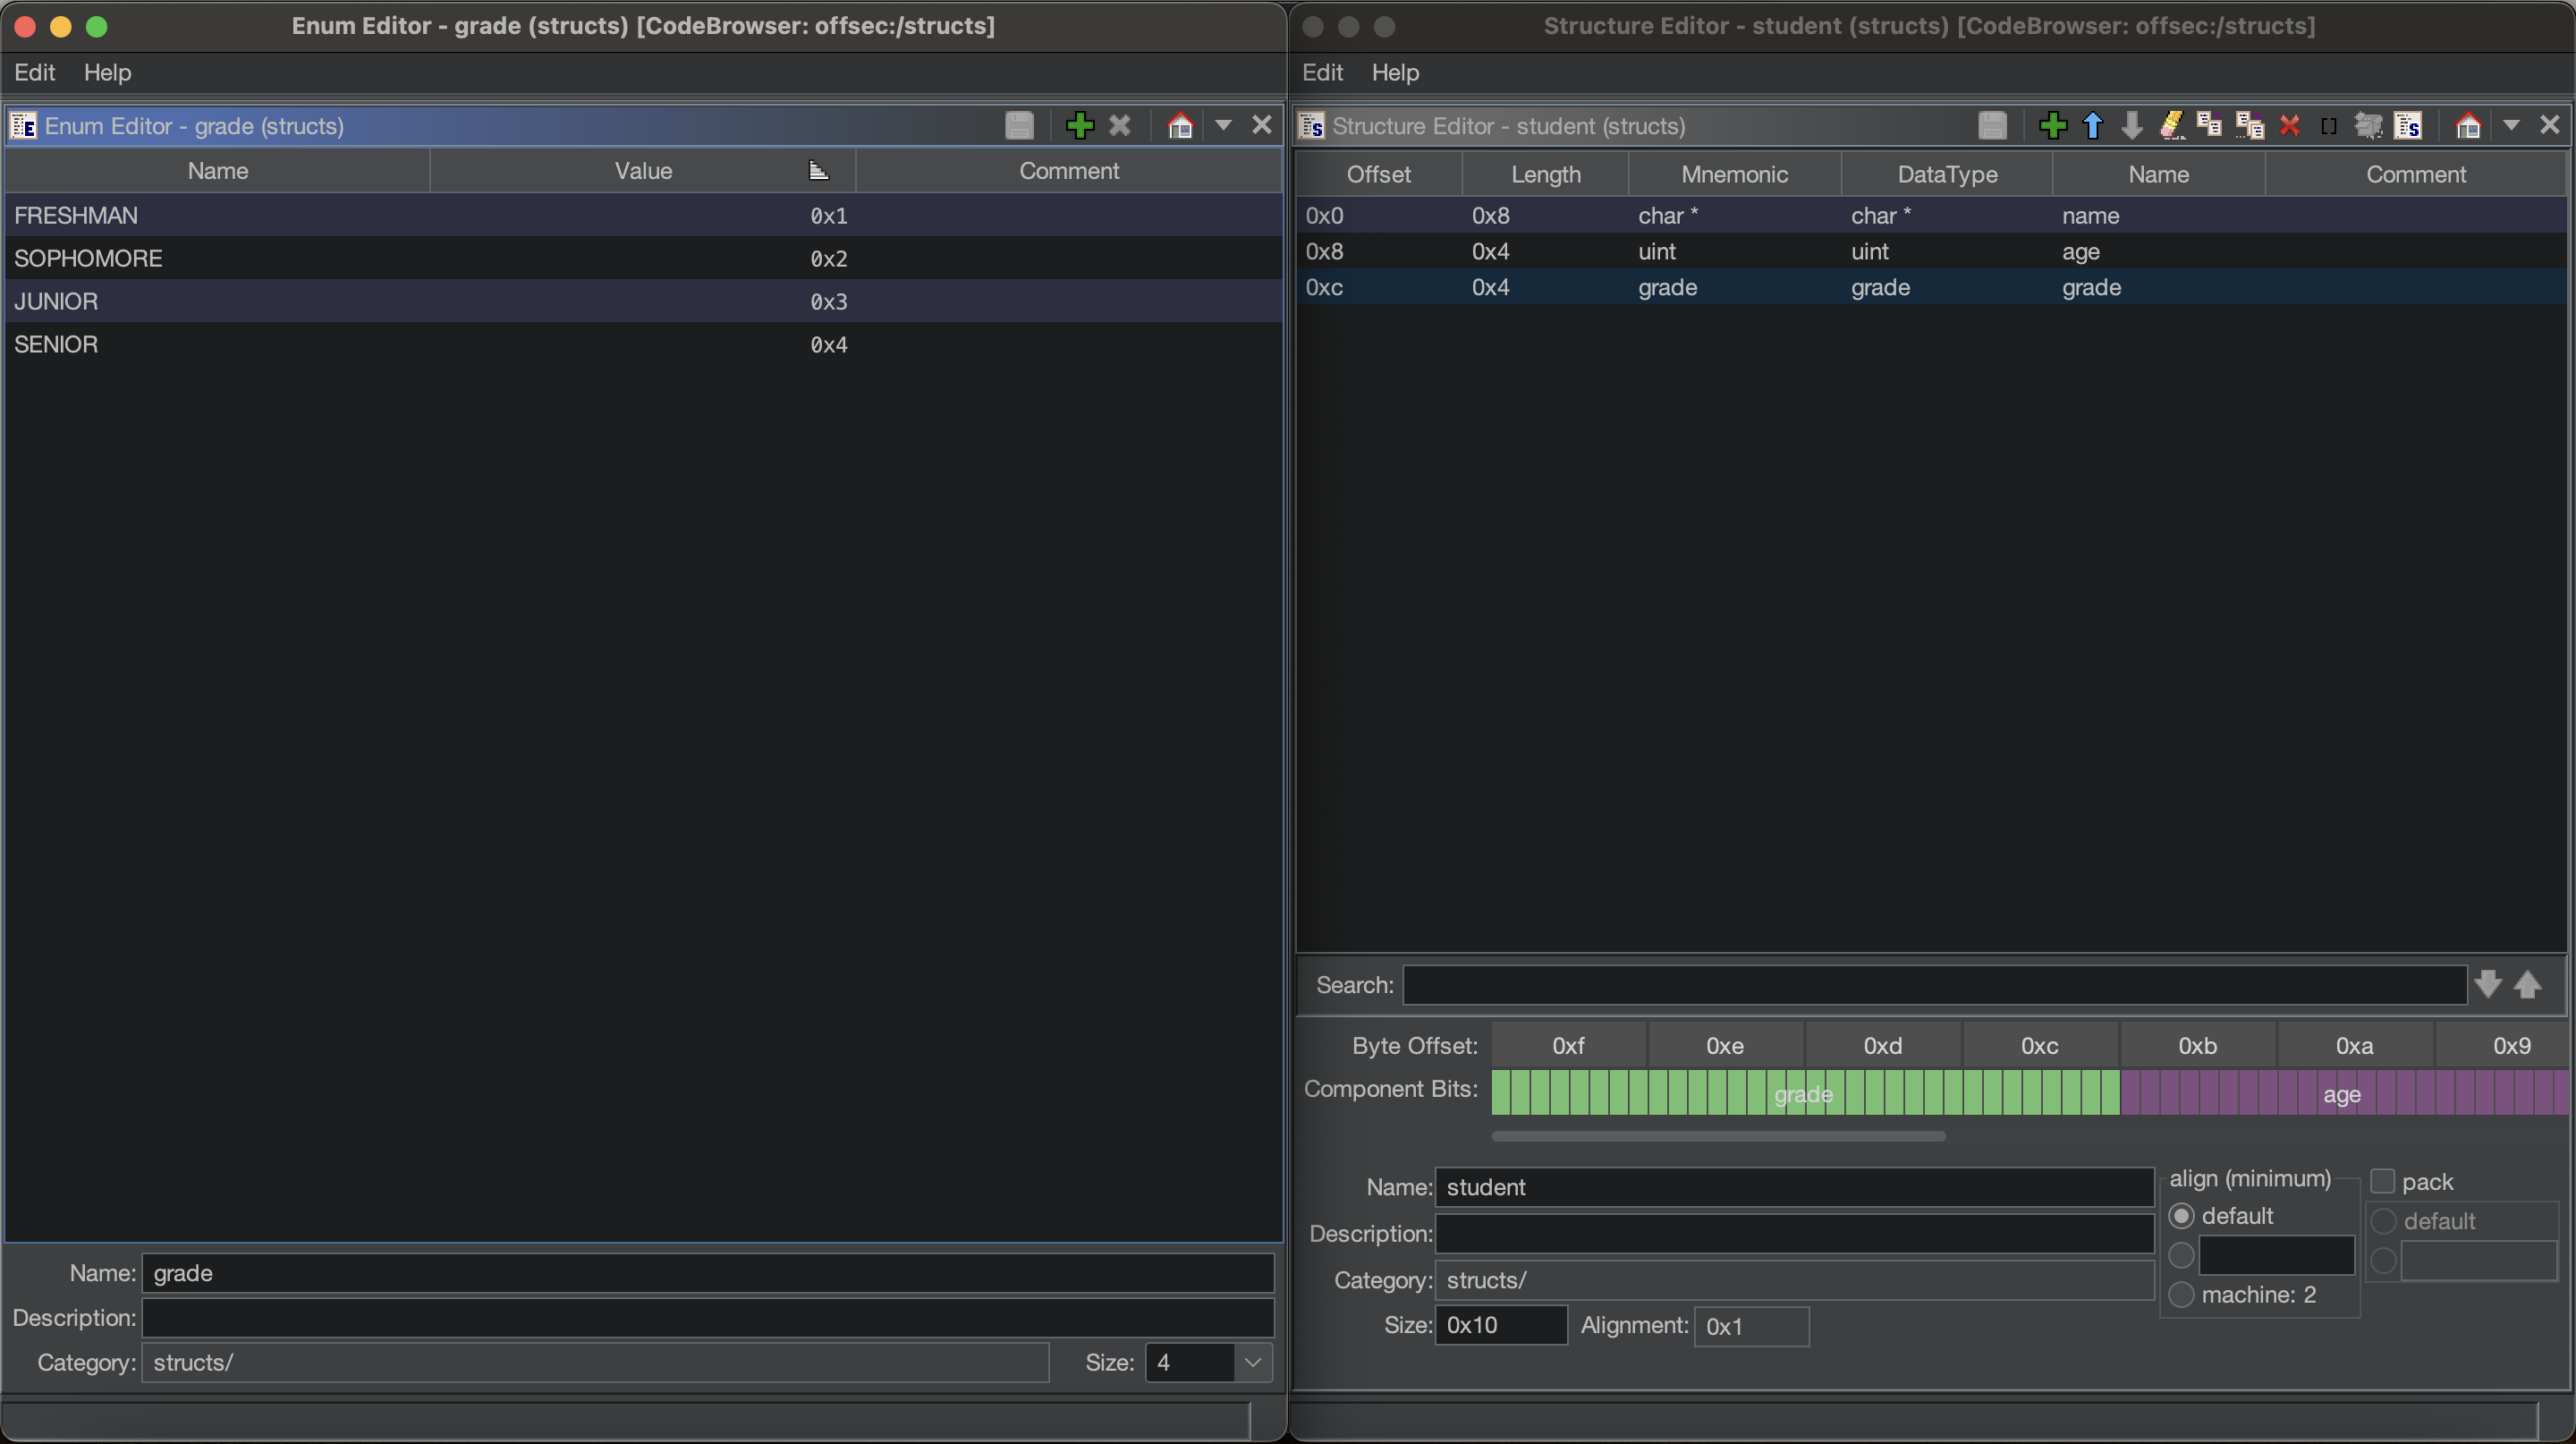 Enum Editor - grade (structs) [CodeBrowser: offsec:/structs]
Edit Help
Enum Editor - grade (structs)
Name Value Comment
FRESHMAN 0x1
SOPHOMORE 0x2
JUNIOR 0x3
SENIOR 0x4
Name: grade
Description:
Category: structs/ Size: 4
Structure Editor - student (structs) [CodeBrowser: offsec:/structs]
Edit Help
Structure Editor - student (structs)
Offset Length Mnemonic DataType Name Comment
0x0 0x8 char * char * name
0x8 0x4 uint uint age
0xc 0x4 grade grade grade
Search:
Byte Offset: 0xf 0xe 0xd 0xc 0xb 0xa 0x9
Component Bits: grade age
Name: student
Description:
Category: structs/
Size: 0x10 Alignment: 0x1
align (minimum)
default
machine: 2
pack
default